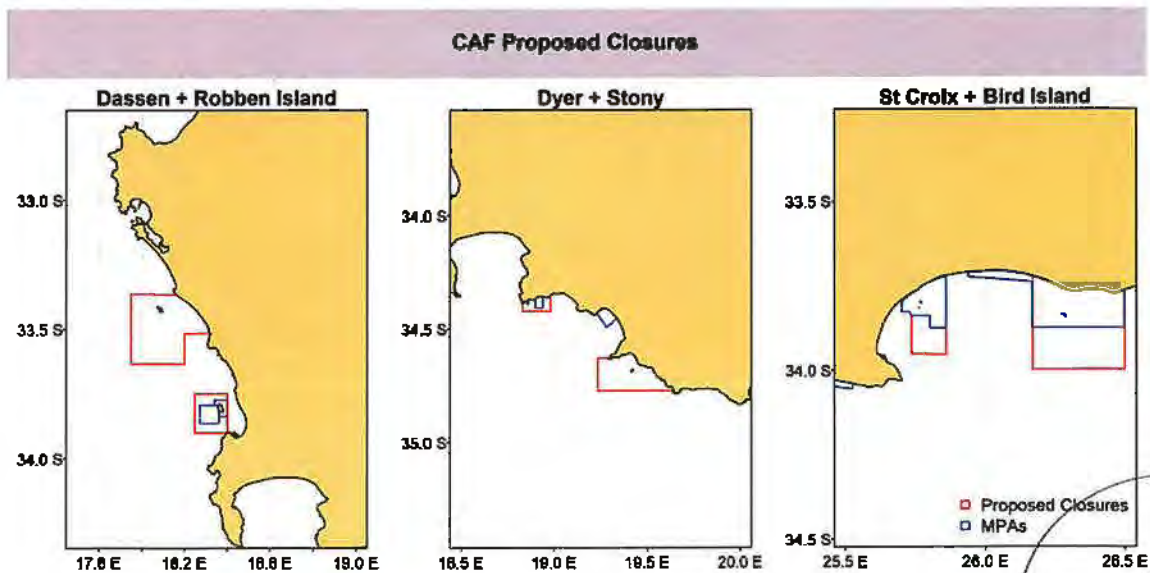 CAF Proposed Closures
Dassen + Robben Island
Dyer + Stony
St Croix + Bird Island
33.0 S
33.5 S
34.0 S
17.8 E 18.2 E 18.6 E 19.0 E
34.0 S
34.5 S
35.0 S
18.5 E 19.0 E 19.5 E 20.0 E
33.5 S
34.0 S
34.5 S
25.5 E 26.0 E 26.5 E
Proposed Closures
MPAs